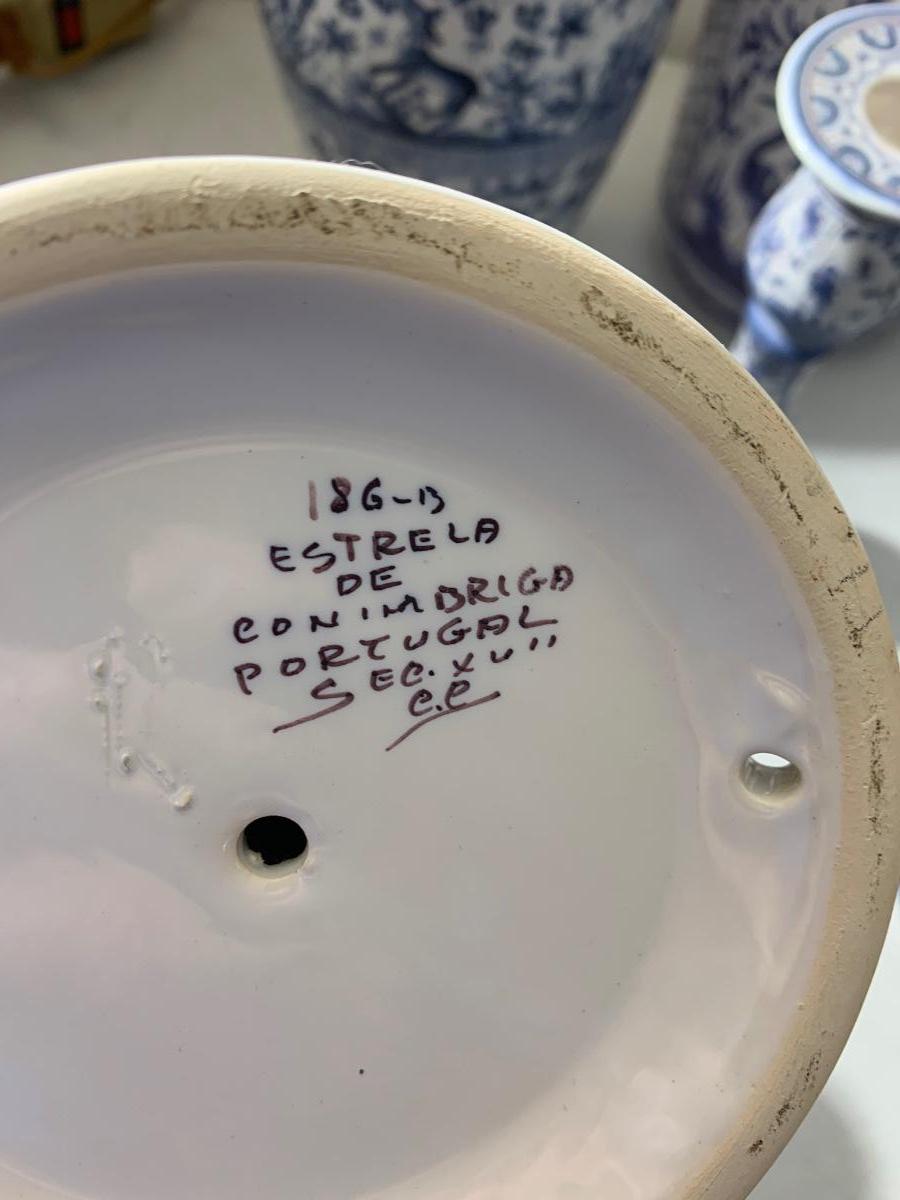 186-B
ESTRELA
DE
CONIMBRIGA
PORTUGAL
SEC. XVII
C.C